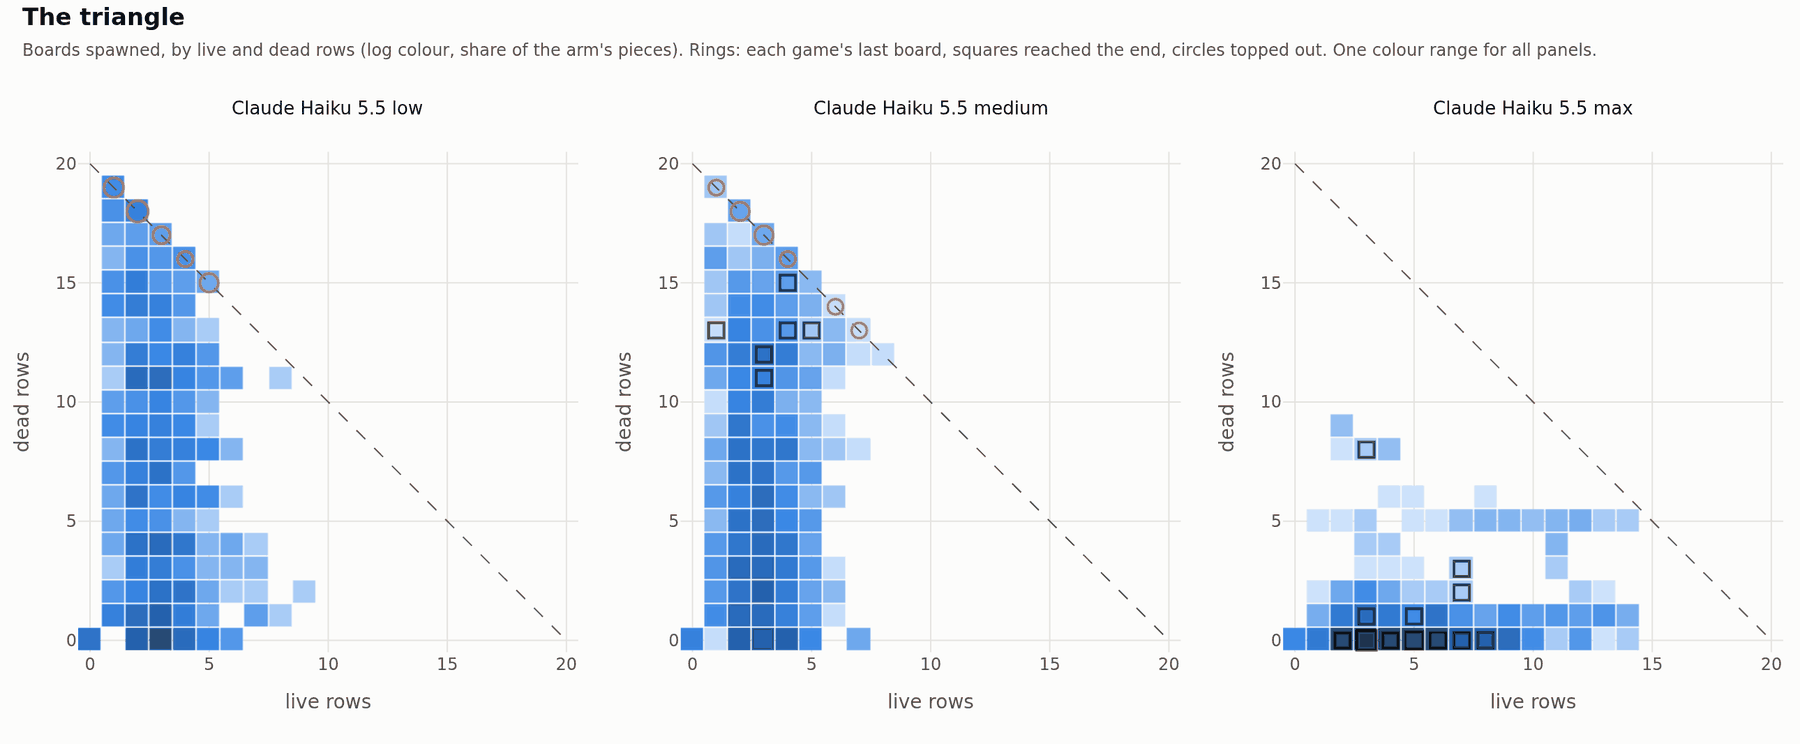 The triangle
Boards spawned, by live and dead rows (log colour, share of the arm's pieces). Rings: each game's last board, squares reached the end, circles topped out. One colour range for all panels.
Claude Haiku 5.5 low
Claude Haiku 5.5 medium
Claude Haiku 5.5 max
20
15
10
5
0
dead rows
0 5 10 15 20
live rows
20
15
10
5
0
dead rows
0 5 10 15 20
live rows
20
15
10
5
0
dead rows
0 5 10 15 20
live rows